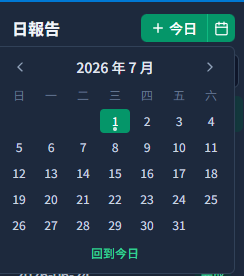 日報告
+ 今日
2026 年 7 月
日 一 二 三 四 五 六
1 2 3 4
5 6 7 8 9 10 11
12 13 14 15 16 17 18
19 20 21 22 23 24 25
26 27 28 29 30 31
回到今日